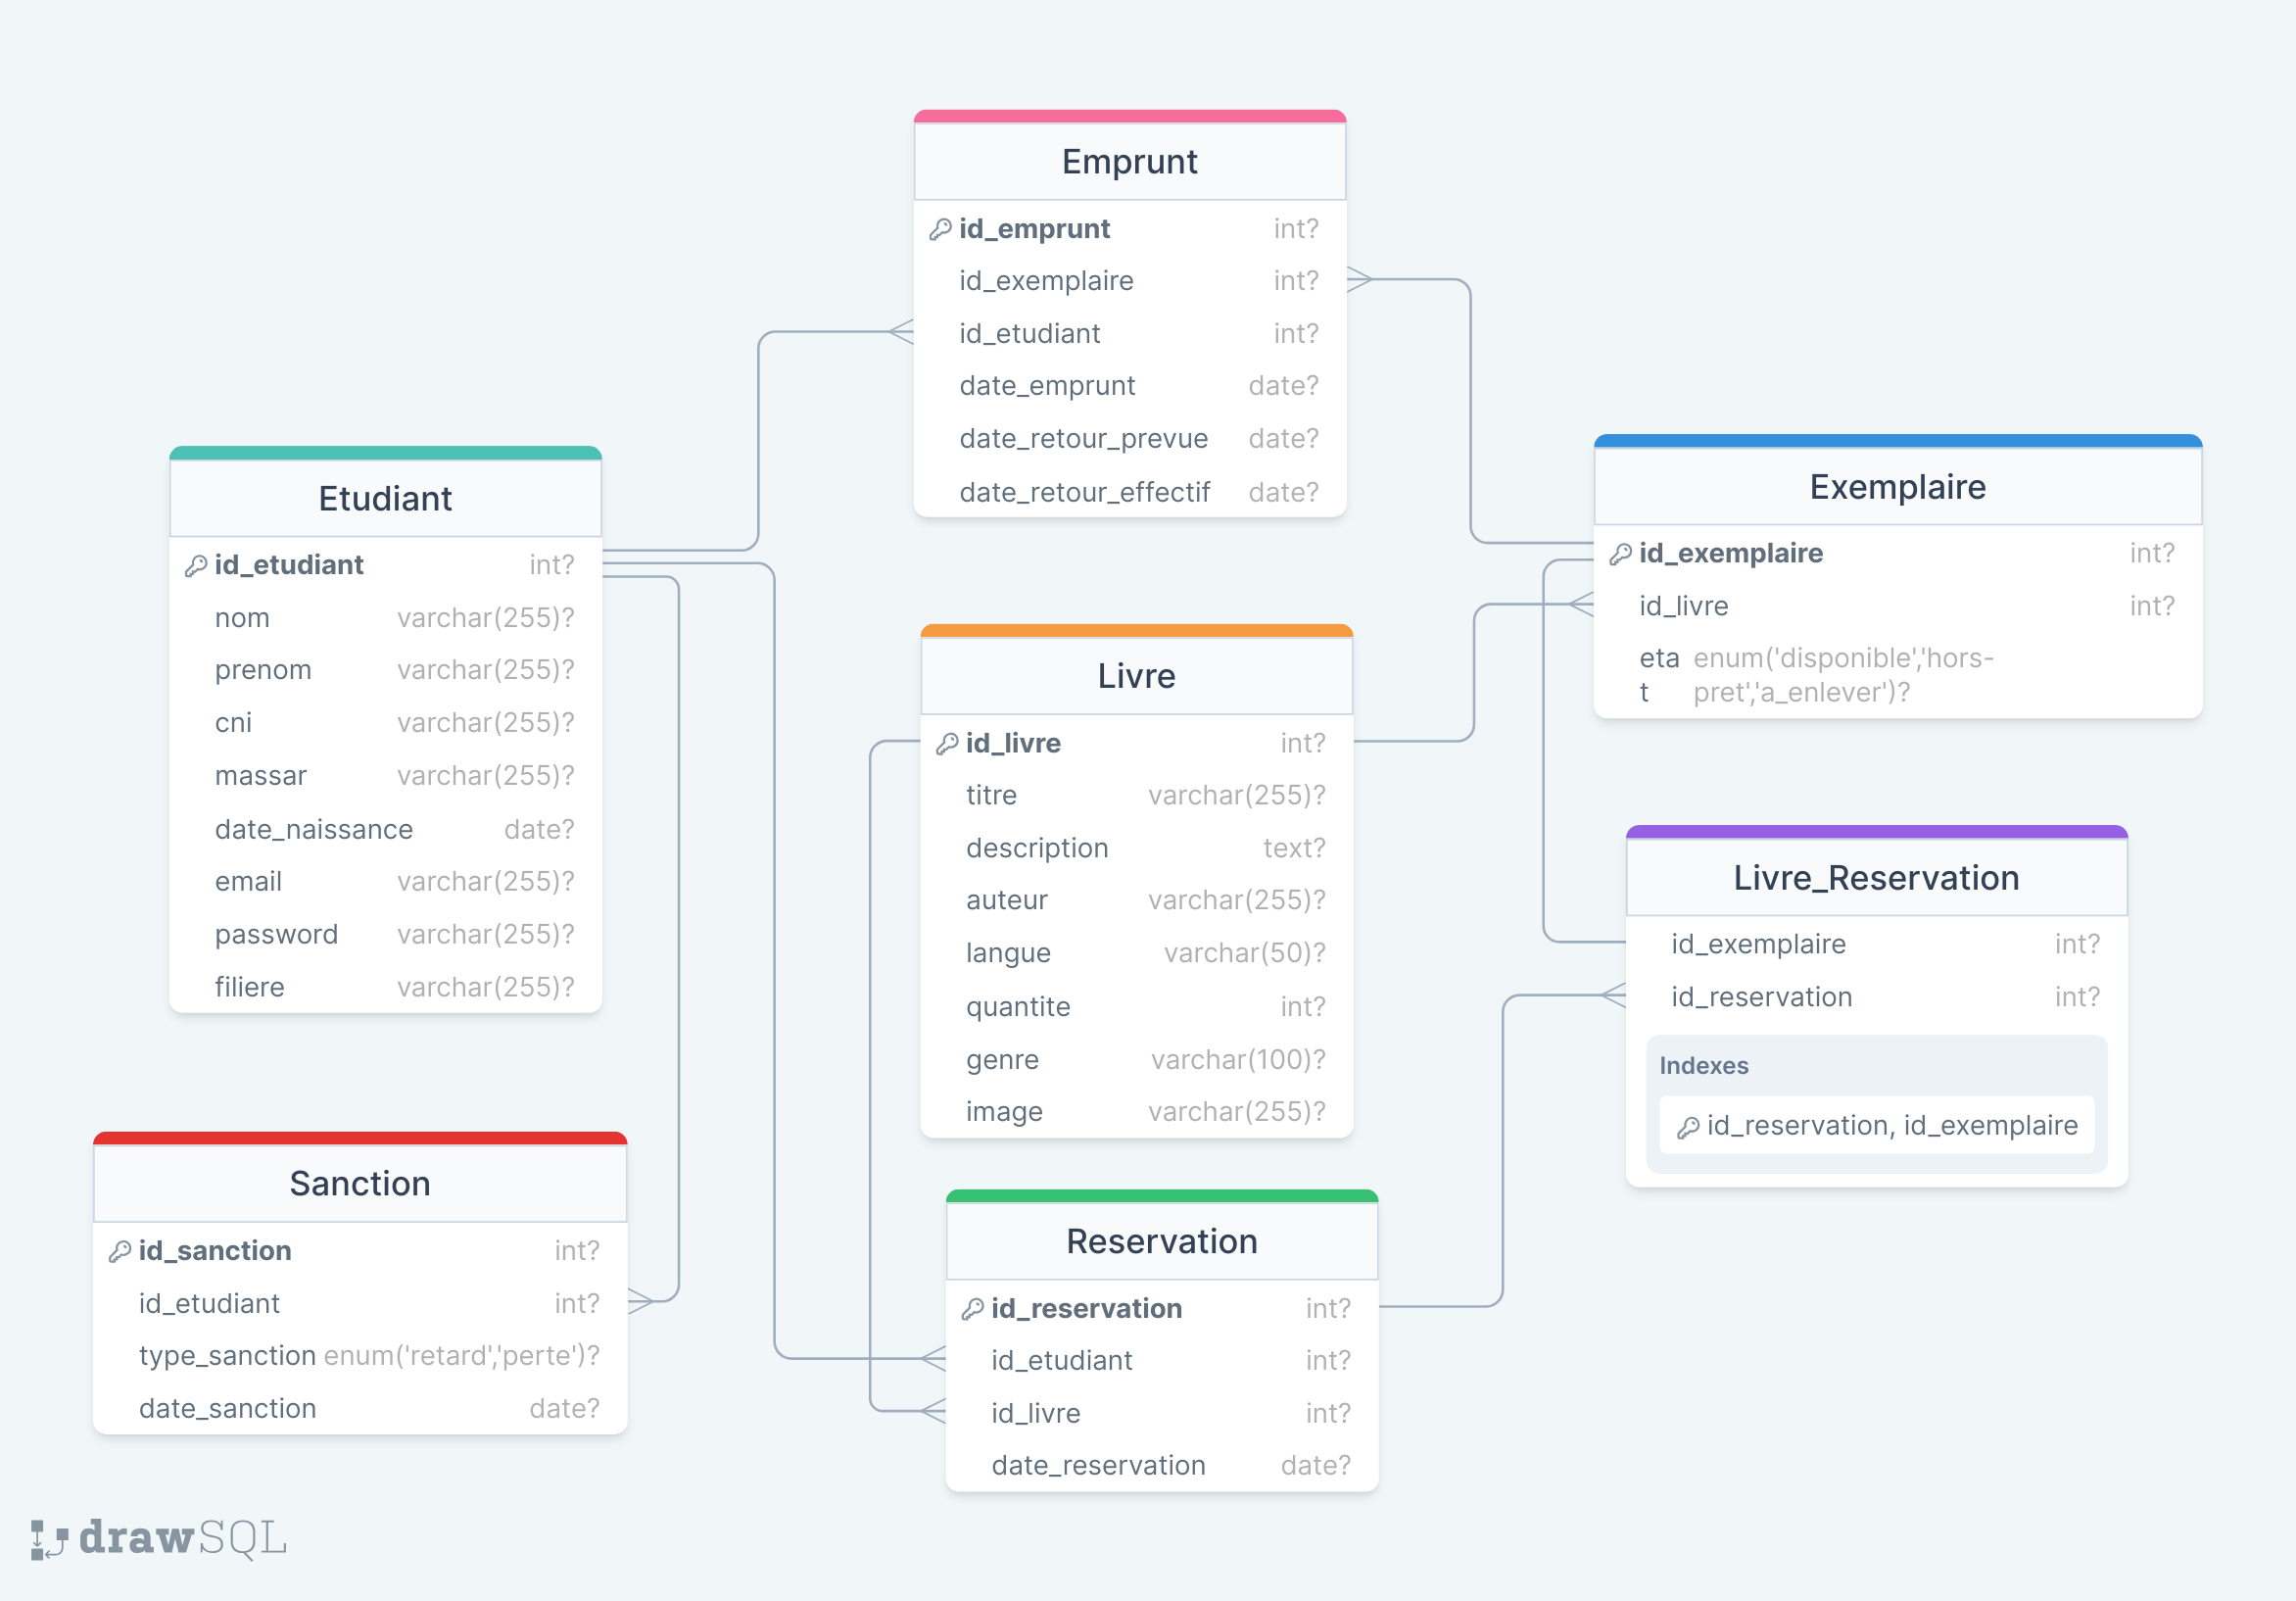 Emprunt
id_emprunt int?
id_exemplaire int?
id_etudiant int?
date_emprunt date?
date_retour_prevue date?
date_retour_effectif date?
Etudiant
id_etudiant int?
nom varchar(255)?
prenom varchar(255)?
cni varchar(255)?
massar varchar(255)?
date_naissance date?
email varchar(255)?
password varchar(255)?
filiere varchar(255)?
Exemplaire
id_exemplaire int?
id_livre int?
eta enum('disponible','hors-
t pret','a_enlever')?
Livre
id_livre int?
titre varchar(255)?
description text?
auteur varchar(255)?
langue varchar(50)?
quantite int?
genre varchar(100)?
image varchar(255)?
Livre_Reservation
id_exemplaire int?
id_reservation int?
Indexes
id_reservation, id_exemplaire
Sanction
id_sanction int?
id_etudiant int?
type_sanction enum('retard','perte')?
date_sanction date?
Reservation
id_reservation int?
id_etudiant int?
id_livre int?
date_reservation date?
drawSQL